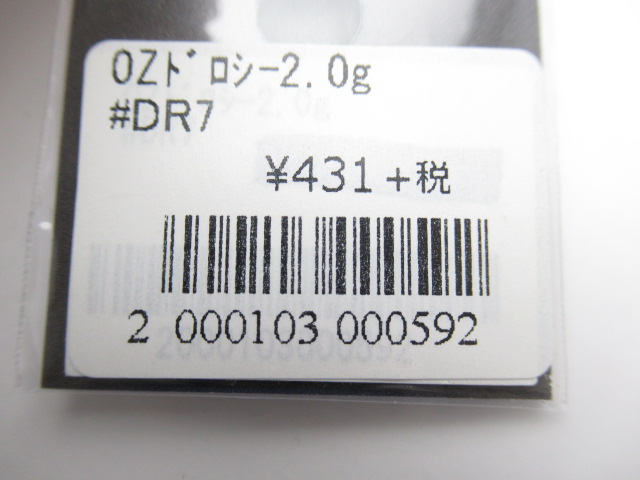 OZﾄﾞﾛｼｰ2.0g
#DR7
¥431+税
2 000103 000592